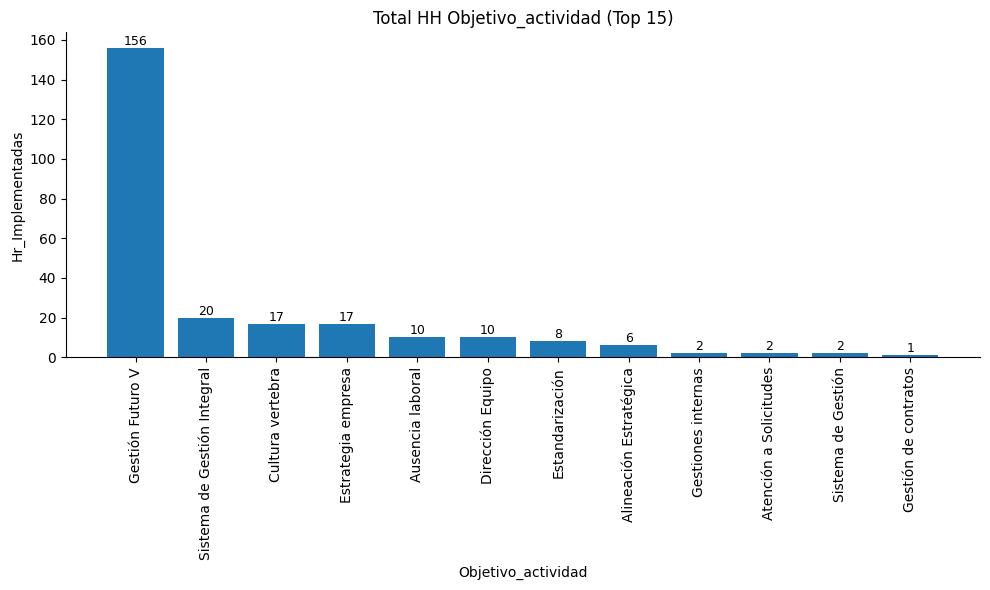 Total HH Objetivo_actividad (Top 15)
Hr_Implementadas
160
140
120
100
80
60
40
20
0
156
20
17
17
10
10
8
6
2
2
2
1
Gestión Futuro V
Sistema de Gestión Integral
Cultura vertebra
Estrategia empresa
Ausencia laboral
Dirección Equipo
Estandarización
Alineación Estratégica
Gestiones internas
Atención a Solicitudes
Sistema de Gestión
Gestión de contratos
Objetivo_actividad